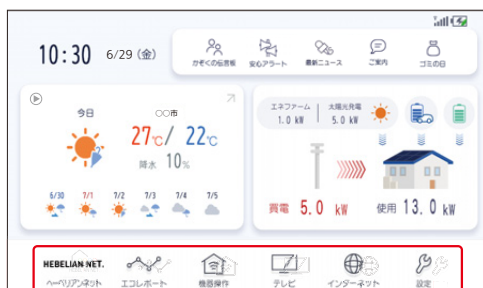 10:30 6/29 (金)
かぞくの伝言板 安心アラート 最新ニュース ご案内 ゴミの日
今日 ○○市
27℃/ 22℃
降水 10%
6/30 7/1 7/2 7/3 7/4 7/5
エネファーム 太陽光発電
1.0 kW 5.0 kW
買電 5.0 kW 使用 13.0 kW
HEBELIAN NET.
ヘーベリアンネット エコレポート 機器操作 テレビ インターネット 設定